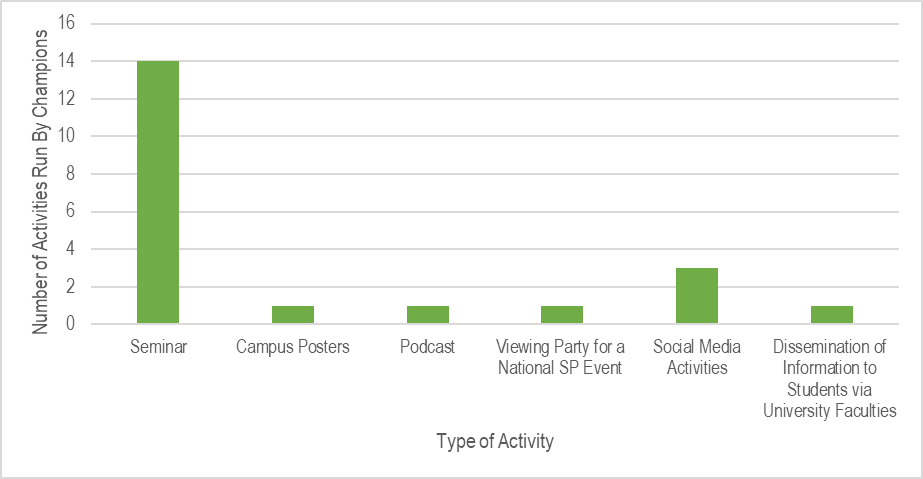 Number of Activities Run By Champions
16
14
12
10
8
6
4
2
0
Seminar
Campus Posters
Podcast
Viewing Party for a
National SP Event
Social Media
Activities
Dissemination of
Information to
Students via
University Faculties
Type of Activity